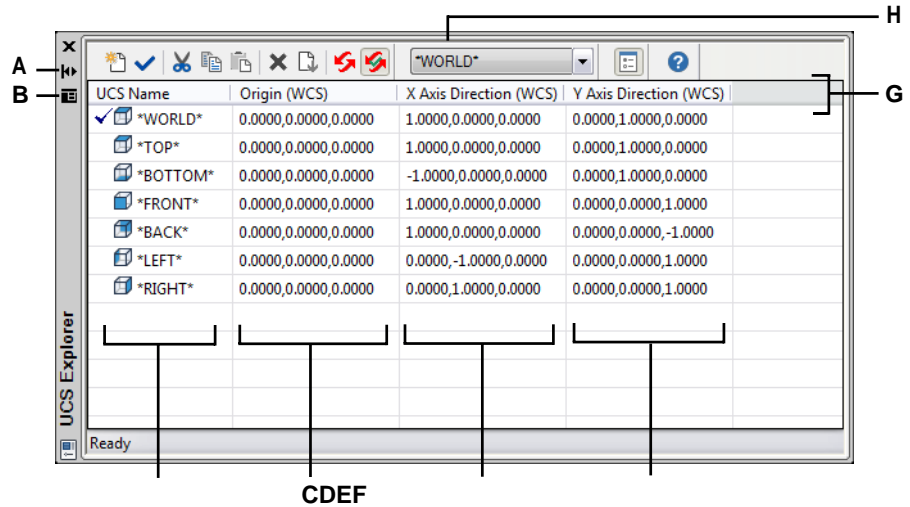 H
*WORLD*
A
B
G
UCS Name Origin (WCS) X Axis Direction (WCS) Y Axis Direction (WCS)
*WORLD* 0.0000,0.0000,0.0000 1.0000,0.0000,0.0000 0.0000,1.0000,0.0000
*TOP* 0.0000,0.0000,0.0000 1.0000,0.0000,0.0000 0.0000,1.0000,0.0000
*BOTTOM* 0.0000,0.0000,0.0000 -1.0000,0.0000,0.0000 0.0000,1.0000,0.0000
*FRONT* 0.0000,0.0000,0.0000 1.0000,0.0000,0.0000 0.0000,0.0000,1.0000
*BACK* 0.0000,0.0000,0.0000 1.0000,0.0000,0.0000 0.0000,0.0000,-1.0000
*LEFT* 0.0000,0.0000,0.0000 0.0000,-1.0000,0.0000 0.0000,0.0000,1.0000
*RIGHT* 0.0000,0.0000,0.0000 0.0000,1.0000,0.0000 0.0000,0.0000,1.0000
UCS Explorer
Ready
CDEF